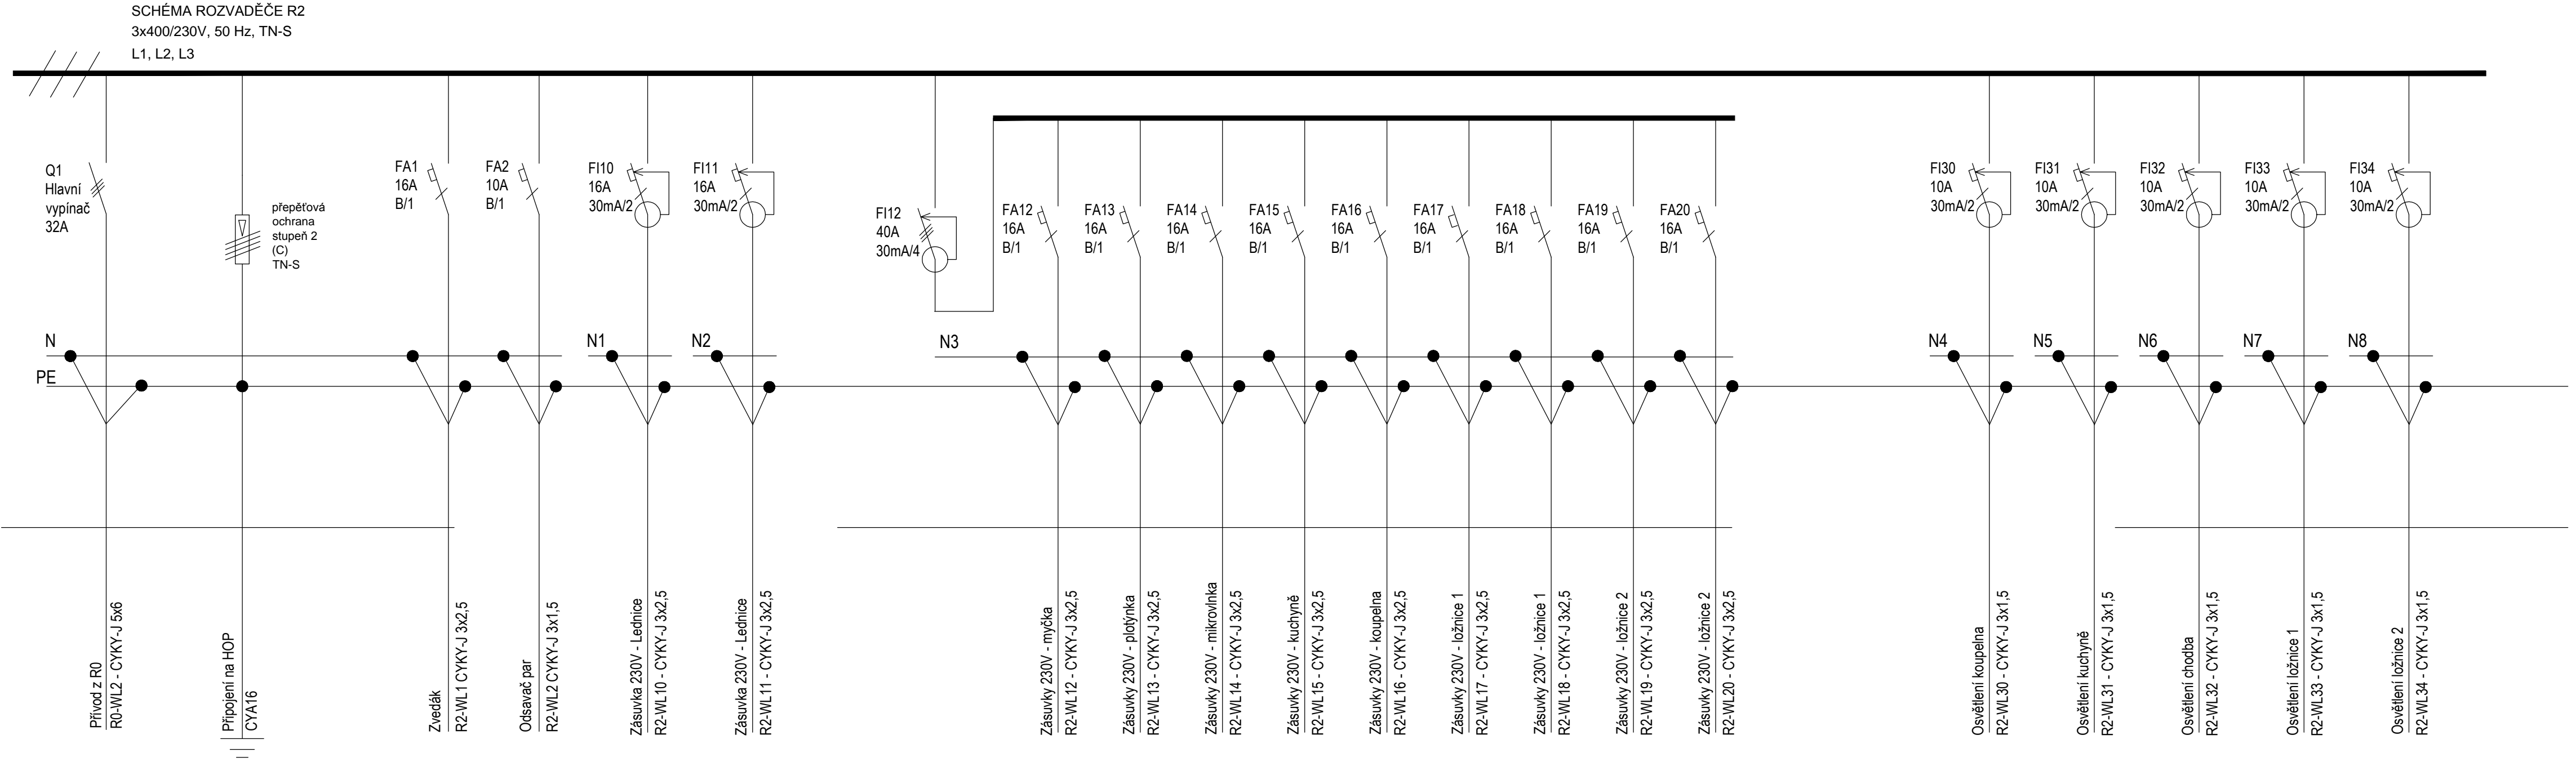 SCHÉMA ROZVADĚČE R2
3x400/230V, 50 Hz, TN-S
L1, L2, L3
Q1
Hlavní
vypínač
32A
přepěťová
ochrana
stupeň 2
(C)
TN-S
FA1
16A
B/1
FA2
10A
B/1
FI10
16A
30mA/2
FI11
16A
30mA/2
FI12
40A
30mA/4
FA12
16A
B/1
FA13
16A
B/1
FA14
16A
B/1
FA15
16A
B/1
FA16
16A
B/1
FA17
16A
B/1
FA18
16A
B/1
FA19
16A
B/1
FA20
16A
B/1
FI30
10A
30mA/2
FI31
10A
30mA/2
FI32
10A
30mA/2
FI33
10A
30mA/2
FI34
10A
30mA/2
N
N1
N2
N3
N4
N5
N6
N7
N8
PE
Přívod z R0
R0-WL2 - CYKY-J 5x6
Připojení na HOP
CYA16
Zvedák
R2-WL1 CYKY-J 3x2,5
Odsavač par
R2-WL2 CYKY-J 3x1,5
Zásuvka 230V - Lednice
R2-WL10 - CYKY-J 3x2,5
Zásuvka 230V - Lednice
R2-WL11 - CYKY-J 3x2,5
Zásuvky 230V - myčka
R2-WL12 - CYKY-J 3x2,5
Zásuvky 230V - plotýnka
R2-WL13 - CYKY-J 3x2,5
Zásuvky 230V - mikrovlnka
R2-WL14 - CYKY-J 3x2,5
Zásuvky 230V - kuchyně
R2-WL15 - CYKY-J 3x2,5
Zásuvky 230V - koupelna
R2-WL16 - CYKY-J 3x2,5
Zásuvky 230V - ložnice 1
R2-WL17 - CYKY-J 3x2,5
Zásuvky 230V - ložnice 1
R2-WL18 - CYKY-J 3x2,5
Zásuvky 230V - ložnice 2
R2-WL19 - CYKY-J 3x2,5
Zásuvky 230V - ložnice 2
R2-WL20 - CYKY-J 3x2,5
Osvětlení koupelna
R2-WL30 - CYKY-J 3x1,5
Osvětlení kuchyně
R2-WL31 - CYKY-J 3x1,5
Osvětlení chodba
R2-WL32 - CYKY-J 3x1,5
Osvětlení ložnice 1
R2-WL33 - CYKY-J 3x1,5
Osvětlení ložnice 2
R2-WL34 - CYKY-J 3x1,5